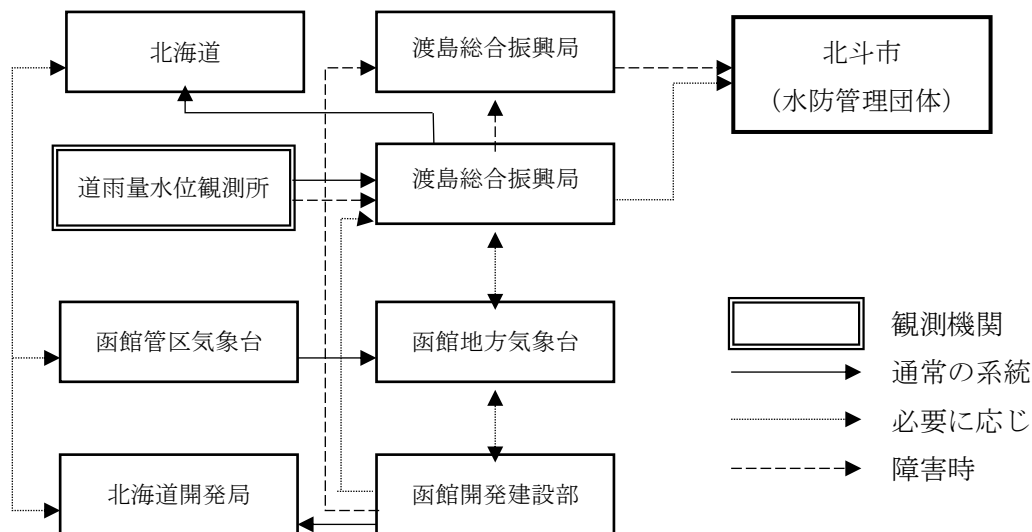 北海道
渡島総合振興局
北斗市
(水防管理団体)
道雨量水位観測所
渡島総合振興局
函館管区気象台
函館地方気象台
北海道開発局
函館開発建設部
観測機関
通常の系統
必要に応じ
障害時